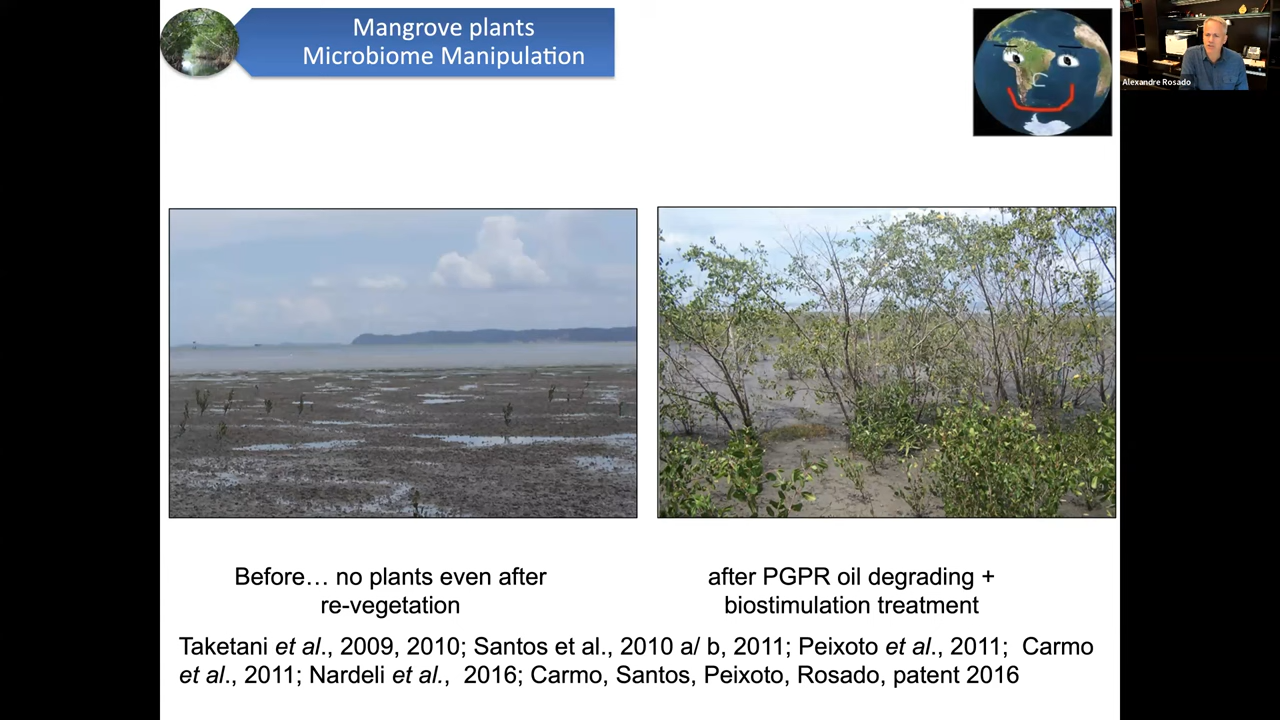 Mangrove plants
Microbiome Manipulation
Alexandre Rosado
Before… no plants even after
re-vegetation
after PGPR oil degrading +
biostimulation treatment
Taketani et al., 2009, 2010; Santos et al., 2010 a/ b, 2011; Peixoto et al., 2011; Carmo
et al., 2011; Nardeli et al., 2016; Carmo, Santos, Peixoto, Rosado, patent 2016